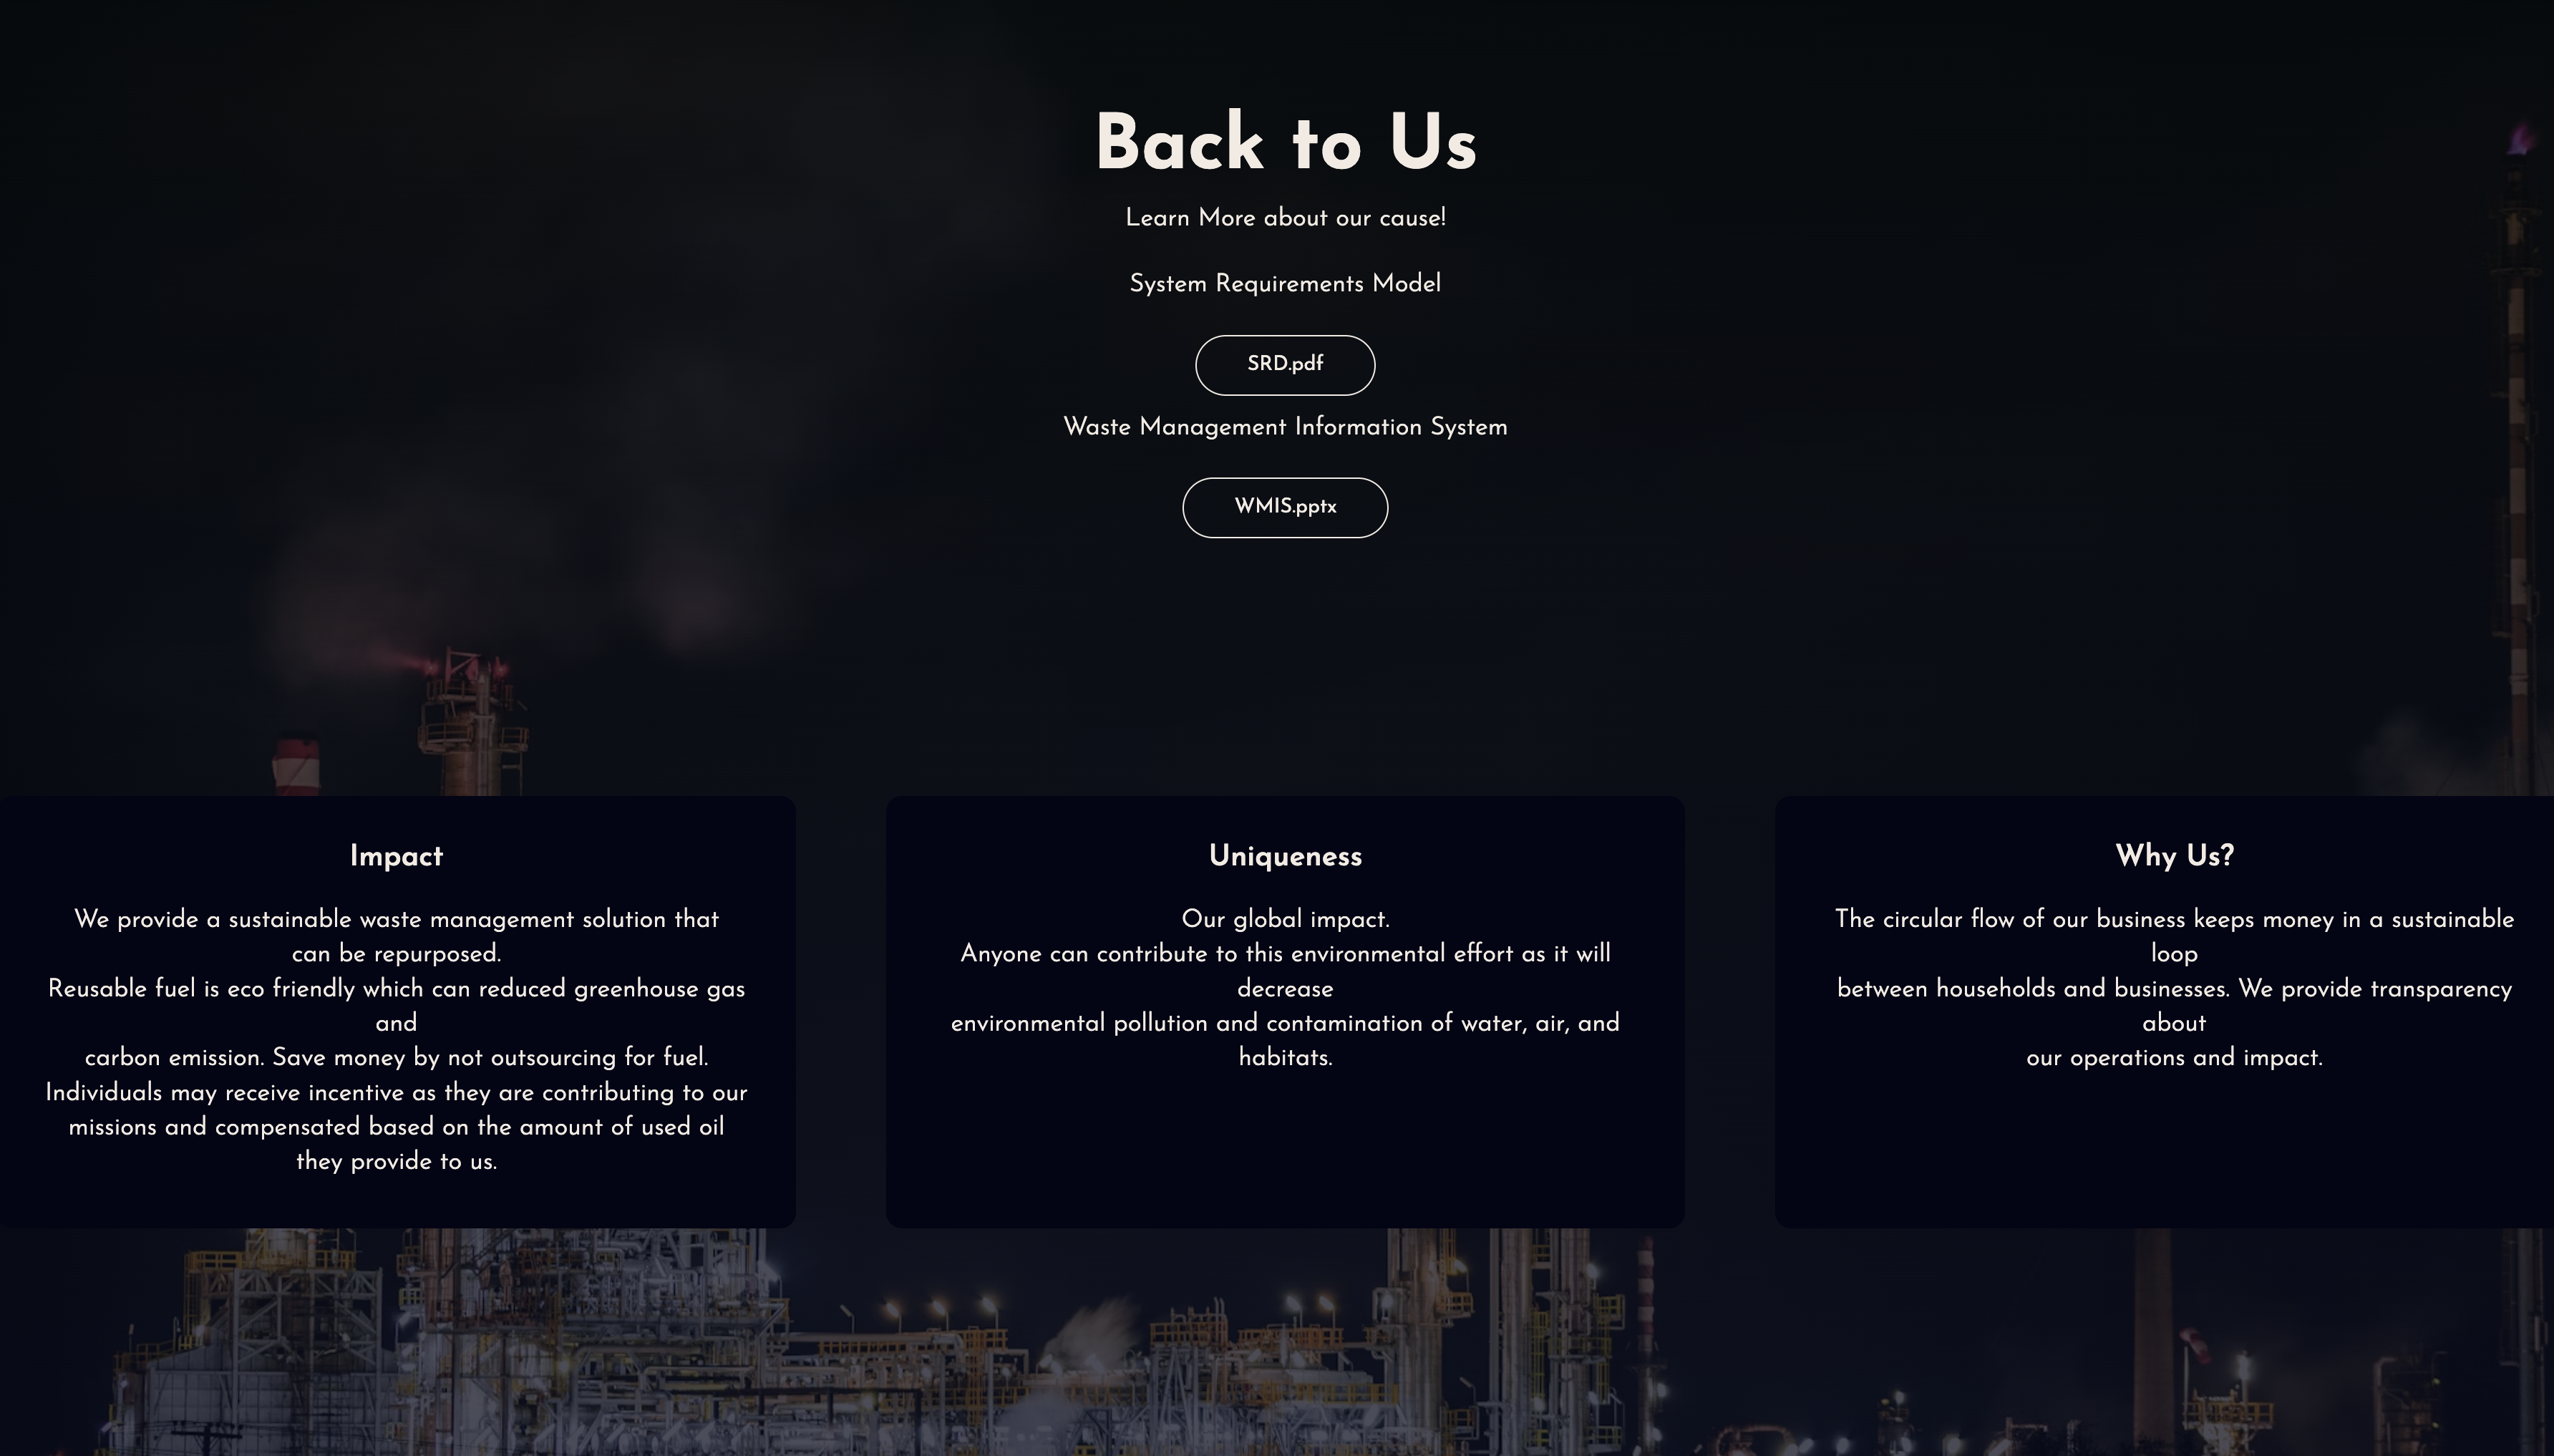 Back to Us
Learn More about our cause!
System Requirements Model
SRD.pdf
Waste Management Information System
WMIS.pptx
Impact
We provide a sustainable waste management solution that
can be repurposed.
Reusable fuel is eco friendly which can reduced greenhouse gas
and
carbon emission. Save money by not outsourcing for fuel.
Individuals may receive incentive as they are contributing to our
missions and compensated based on the amount of used oil
they provide to us.
Uniqueness
Our global impact.
Anyone can contribute to this environmental effort as it will
decrease
environmental pollution and contamination of water, air, and
habitats.
Why Us?
The circular flow of our business keeps money in a sustainable
loop
between households and businesses. We provide transparency
about
our operations and impact.